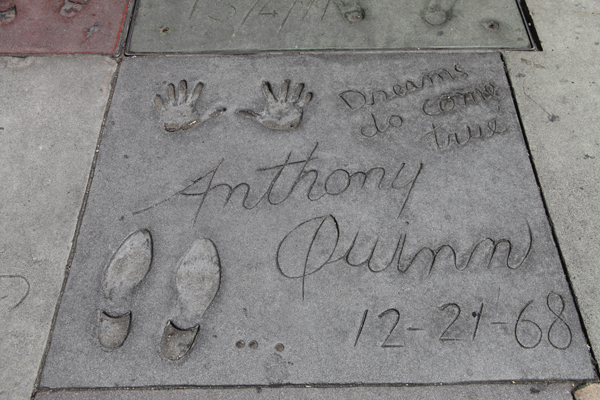 Dreams
do come
true
Anthony
Quinn
12-21-68